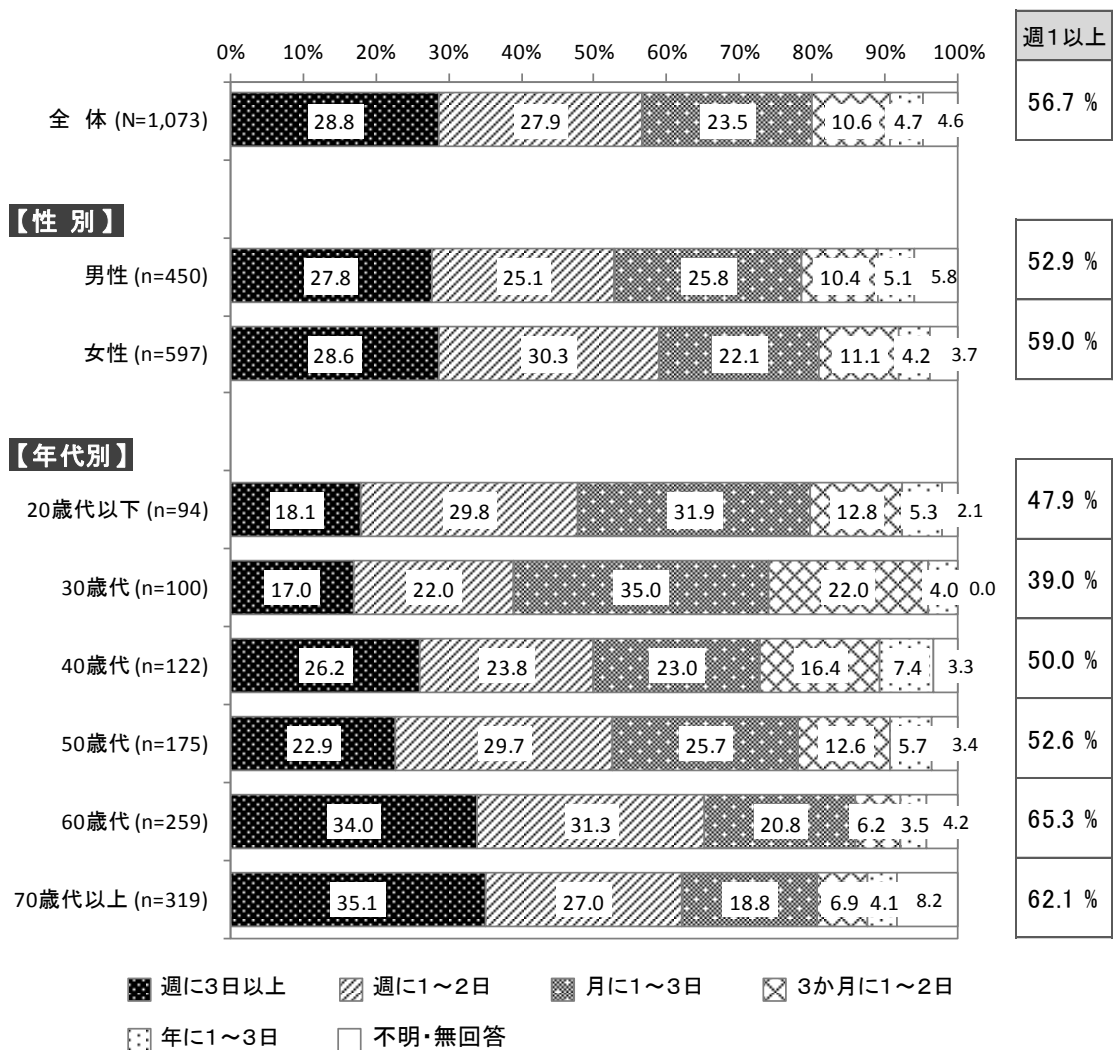 週1以上
0% 10% 20% 30% 40% 50% 60% 70% 80% 90% 100%
全 体 (N=1,073) 28.8 27.9 23.5 10.6 4.7 4.6 56.7 %
【性 別】
男性 (n=450) 27.8 25.1 25.8 10.4 5.1 5.8 52.9 %
女性 (n=597) 28.6 30.3 22.1 11.1 4.2 3.7 59.0 %
【年代別】
20歳代以下 (n=94) 18.1 29.8 31.9 12.8 5.3 2.1 47.9 %
30歳代 (n=100) 17.0 22.0 35.0 22.0 4.0 0.0 39.0 %
40歳代 (n=122) 26.2 23.8 23.0 16.4 7.4 3.3 50.0 %
50歳代 (n=175) 22.9 29.7 25.7 12.6 5.7 3.4 52.6 %
60歳代 (n=259) 34.0 31.3 20.8 6.2 3.5 4.2 65.3 %
70歳代以上 (n=319) 35.1 27.0 18.8 6.9 4.1 8.2 62.1 %
週に3日以上 週に1～2日 月に1～3日 3か月に1～2日
年に1～3日 不明・無回答